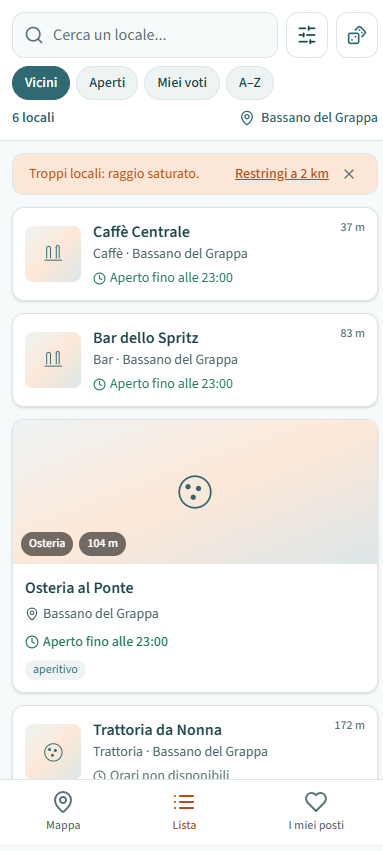 Cerca un locale...
Vicini
Aperti
Miei voti
A–Z
6 locali
Bassano del Grappa
Troppi locali: raggio saturato.
Restringi a 2 km
Caffè Centrale
37 m
Caffè · Bassano del Grappa
Aperto fino alle 23:00
Bar dello Spritz
83 m
Bar · Bassano del Grappa
Aperto fino alle 23:00
Osteria
104 m
Osteria al Ponte
Bassano del Grappa
Aperto fino alle 23:00
aperitivo
Trattoria da Nonna
172 m
Trattoria · Bassano del Grappa
Orari non disponibili
Mappa
Lista
I miei posti